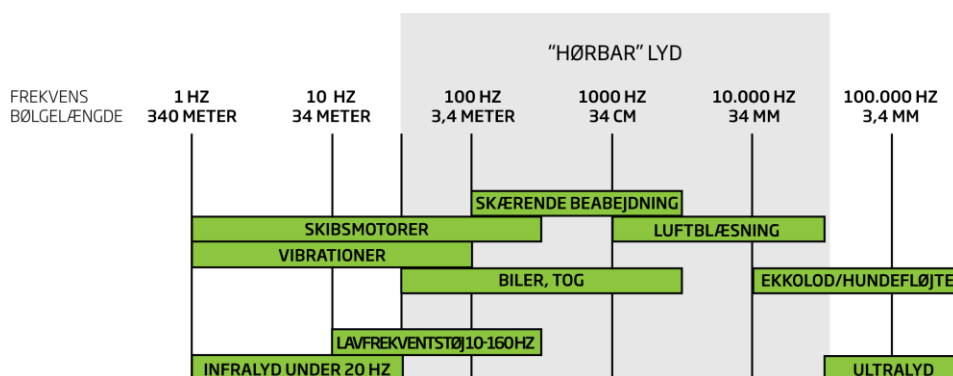 “HØRBAR” LYD
FREKVENS 1 HZ 10 HZ 100 HZ 1000 HZ 10.000 HZ 100.000 HZ
BØLGELÆNGDE 340 METER 34 METER 3,4 METER 34 CM 34 MM 3,4 MM
SKÆRENDE BEABEJDNING
SKIBSMOTORER LUFTBLÆSNING
VIBRATIONER
BILER, TOG EKKOLOD/HUNDEFLØJTE
LAVFREKVENTSTØJ 10-160 HZ
INFRALYD UNDER 20 HZ ULTRALYD